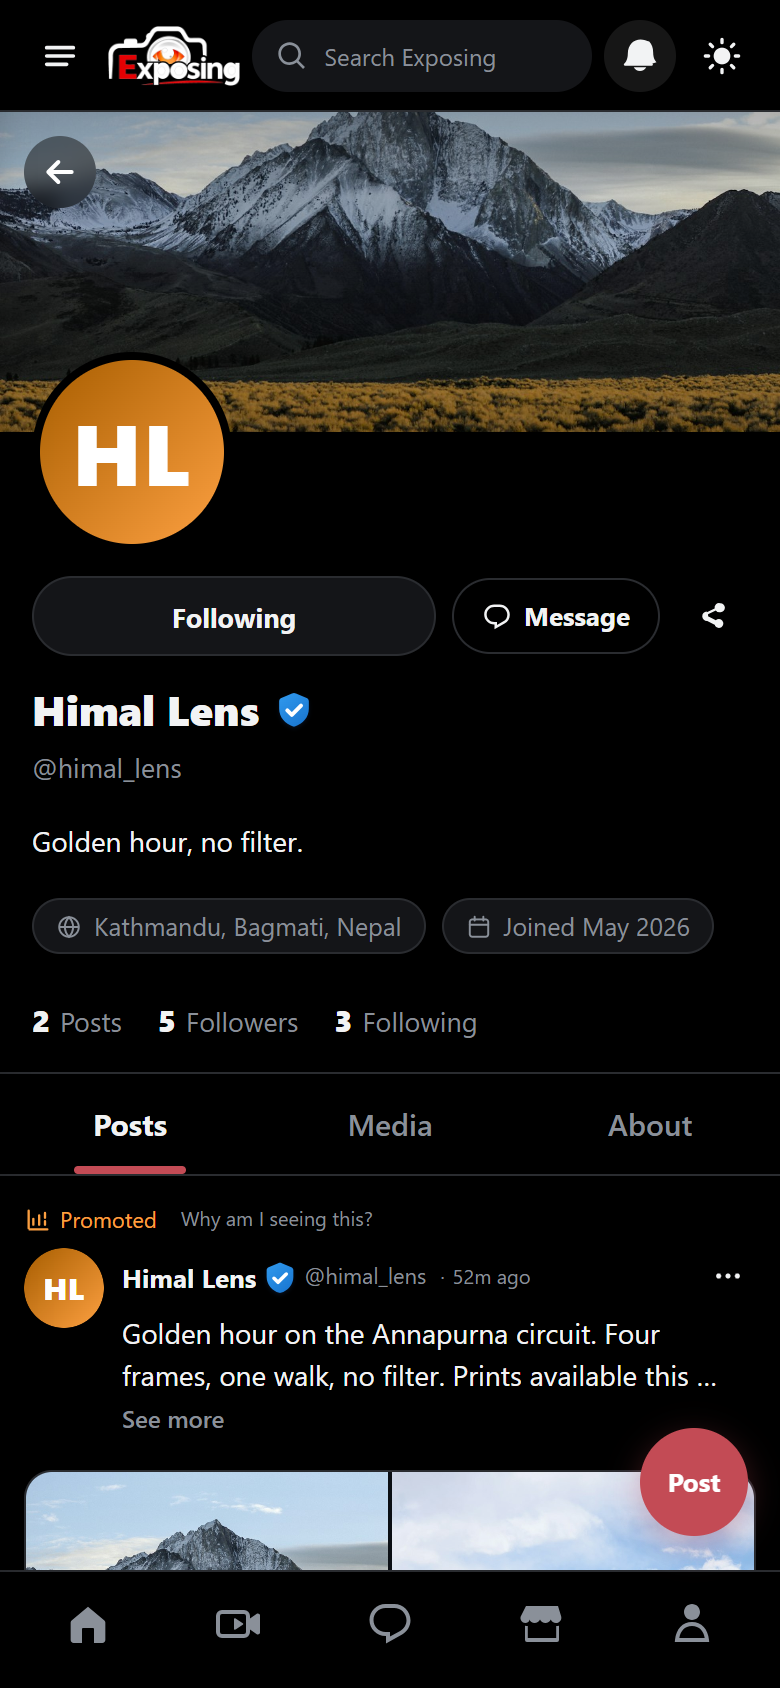 Exposing
Search Exposing
HL
Following
Message
Himal Lens
@himal_lens
Golden hour, no filter.
Kathmandu, Bagmati, Nepal
Joined May 2026
2 Posts 5 Followers 3 Following
Posts Media About
Promoted Why am I seeing this?
HL
Himal Lens @himal_lens · 52m ago
Golden hour on the Annapurna circuit. Four
frames, one walk, no filter. Prints available this ...
See more
Post